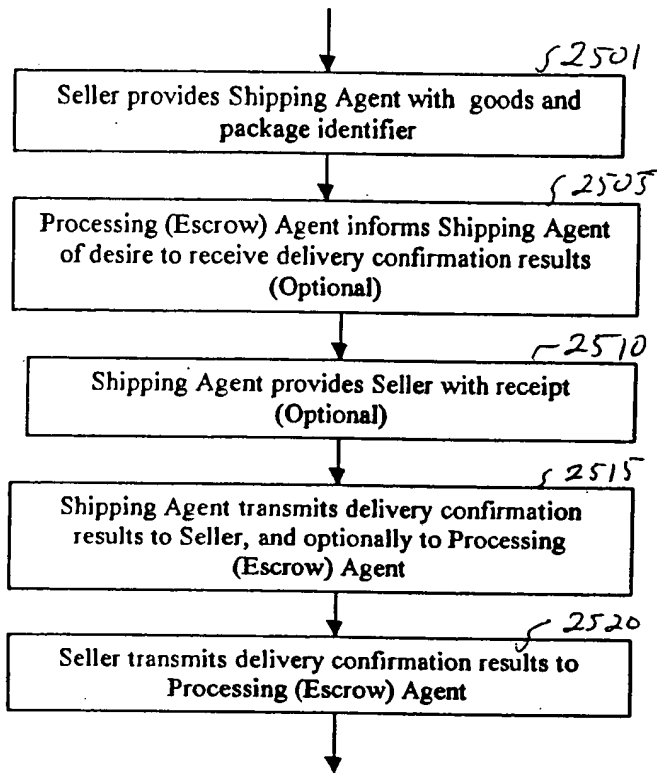 2501
Seller provides Shipping Agent with goods and
package identifier
2505
Processing (Escrow) Agent informs Shipping Agent
of desire to receive delivery confirmation results
(Optional)
2510
Shipping Agent provides Seller with receipt
(Optional)
2515
Shipping Agent transmits delivery confirmation
results to Seller, and optionally to Processing
(Escrow) Agent
2520
Seller transmits delivery confirmation results to
Processing (Escrow) Agent